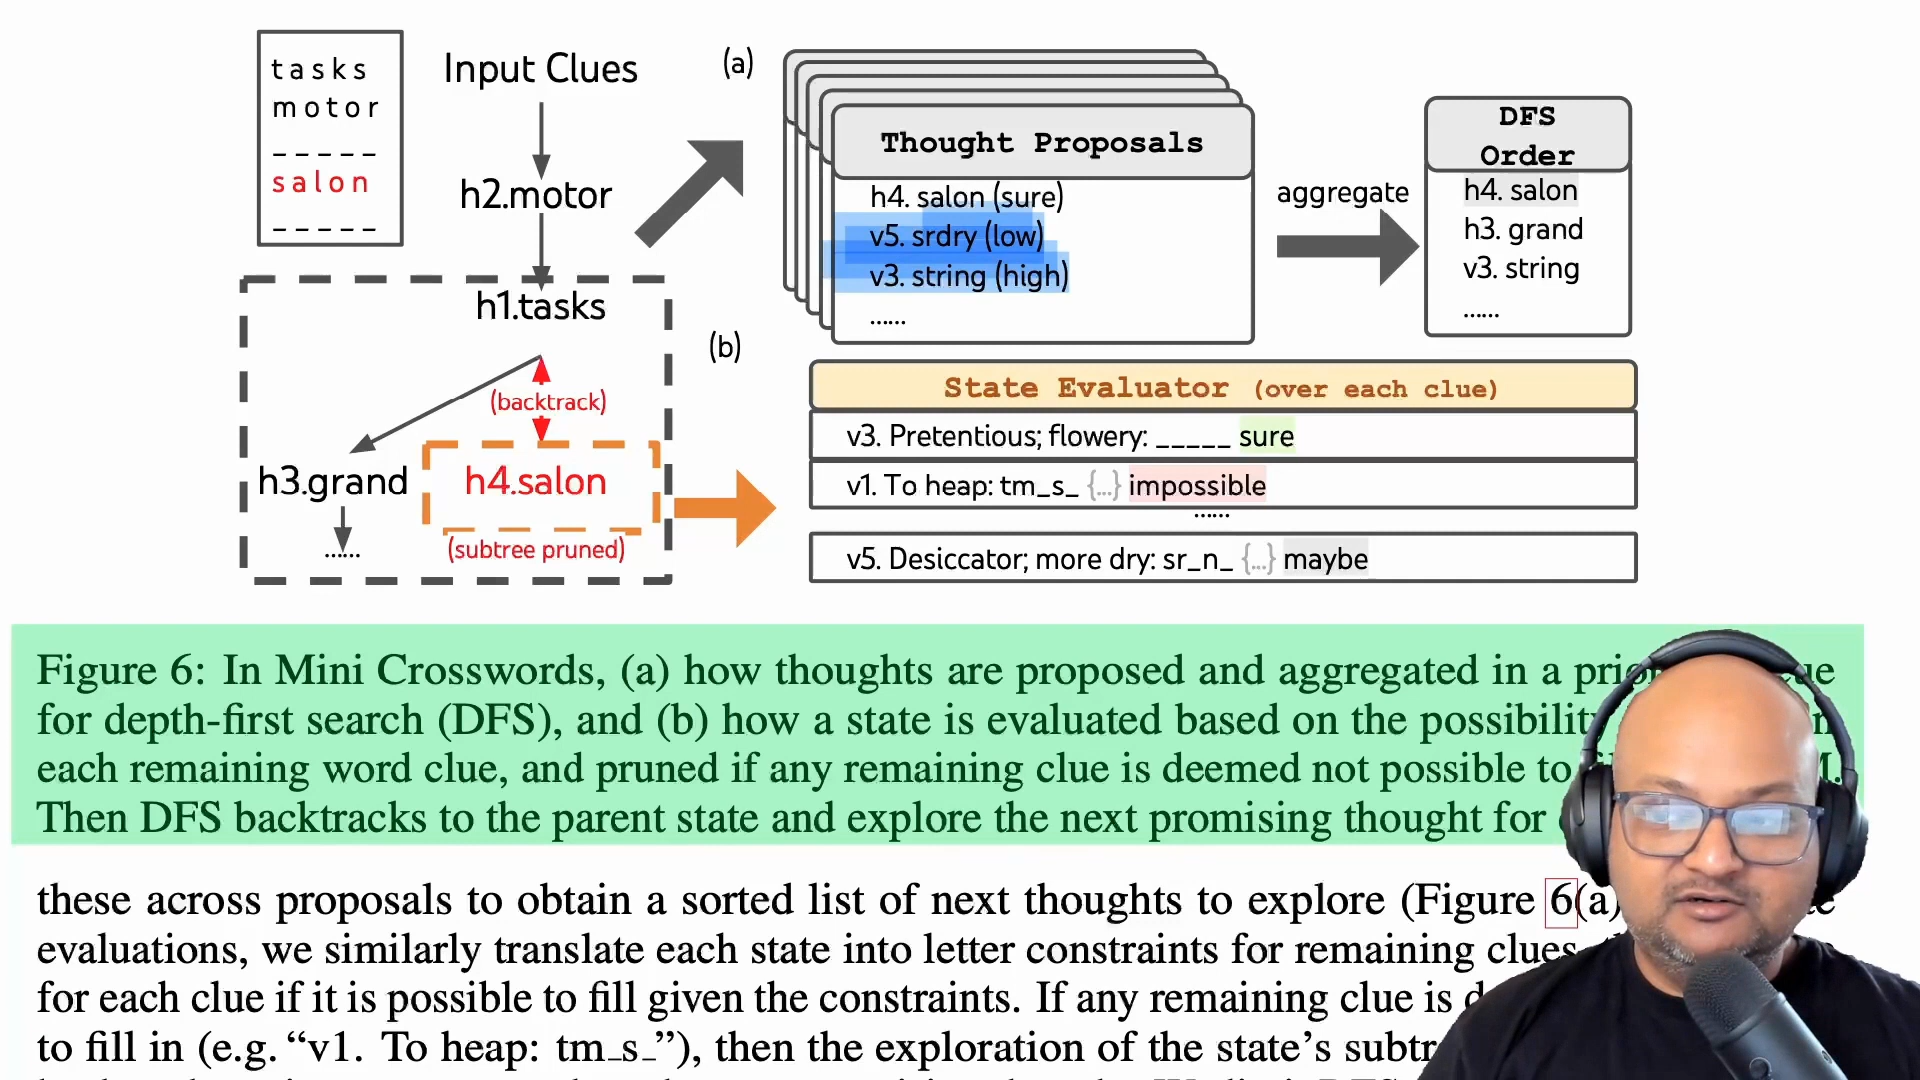 tasks
motor
_____
salon
_____
Input Clues
h2.motor
h1.tasks
(backtrack)
h3.grand
h4.salon
......
(subtree pruned)
(a)
Thought Proposals
h4. salon (sure)
v5. srdry (low)
v3. string (high)
......
aggregate
DFS
Order
h4. salon
h3. grand
v3. string
......
(b)
State Evaluator (over each clue)
v3. Pretentious; flowery: _____ sure
v1. To heap: tm_s_ {...} impossible
......
v5. Desiccator; more dry: sr_n_ {...} maybe
Figure 6: In Mini Crosswords, (a) how thoughts are proposed and aggregated in a
for depth-first search (DFS), and (b) how a state is evaluated based on the possibility
each remaining word clue, and pruned if any remaining clue is deemed not possible to
Then DFS backtracks to the parent state and explore the next promising thought for
these across proposals to obtain a sorted list of next thoughts to explore (Figure 6(a)
evaluations, we similarly translate each state into letter constraints for remaining clues
for each clue if it is possible to fill given the constraints. If any remaining clue is
to fill in (e.g. “v1. To heap: tm_s_”), then the exploration of the state’s